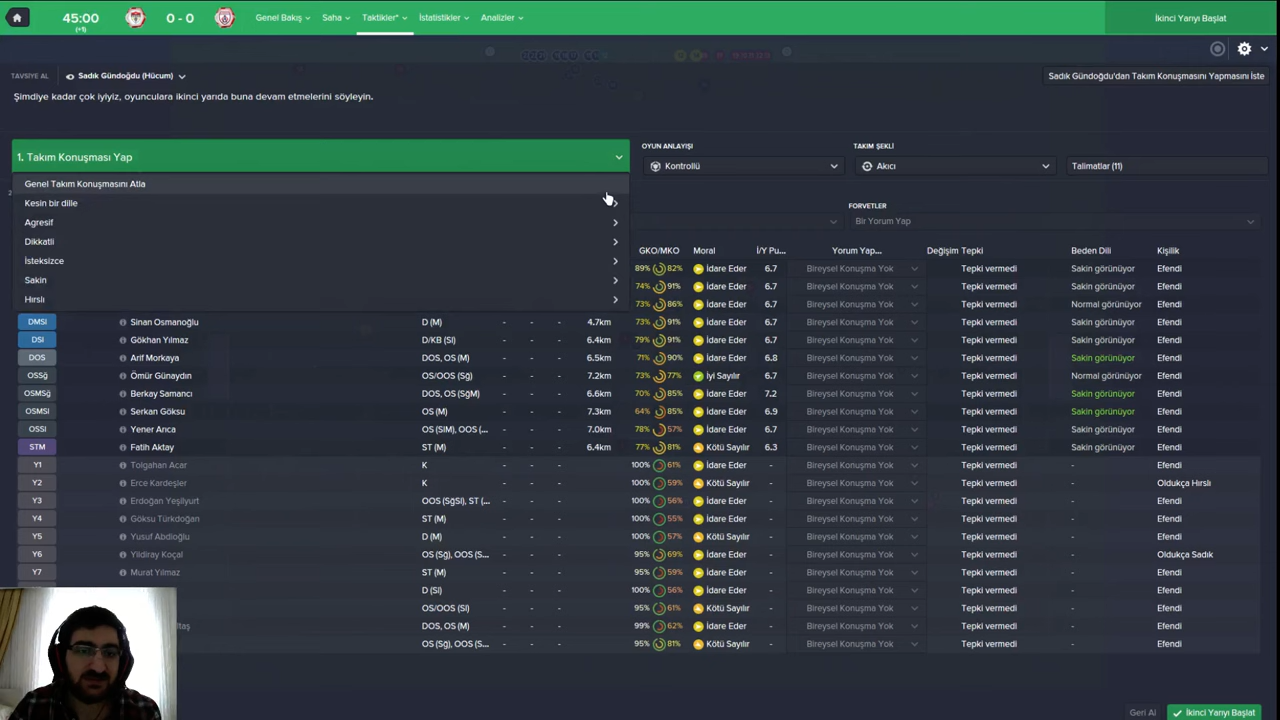 45:00 (+1) 0 - 0 Genel Bakış Saha Taktikler* İstatistikler Analizler İkinci Yarıyı Başlat
TAVSİYE AL Sadık Gündoğdu (Hücum) Sadık Gündoğdu'dan Takım Konuşmasını Yapmasını İste
Şimdiye kadar çok iyiyiz, oyunculara ikinci yarıda buna devam etmelerini söyleyin.
OYUN ANLAYIŞI TAKIM ŞEKLİ
1. Takım Konuşması Yap Kontrollü Akıcı Talimatlar (11)
Genel Takım Konuşmasını Atla
Kesin bir dille FORVETLER
Agresif Bir Yorum Yap
Dikkatli
GKO/MKO Moral İ/Y Pu... Yorum Yap... Değişim Tepki Beden Dili Kişilik
İsteksizce
89% 82% İdare Eder 6.7 Bireysel Konuşma Yok Tepki vermedi Sakin görünüyor Efendi
Sakin 74% 91% İdare Eder 6.7 Bireysel Konuşma Yok Tepki vermedi Sakin görünüyor Efendi
Hırslı 73% 86% İdare Eder 6.7 Bireysel Konuşma Yok Tepki vermedi Normal görünüyor Efendi
DMSl Sinan Osmanoğlu D (M) - - - 4.7km 73% 91% İdare Eder 6.7 Bireysel Konuşma Yok Tepki vermedi Sakin görünüyor Efendi
DSl Gökhan Yılmaz D/KB (Sl) - - - 6.4km 79% 91% İdare Eder 6.7 Bireysel Konuşma Yok Tepki vermedi Sakin görünüyor Efendi
DOS Arif Morkaya DOS, OS (M) - - - 6.5km 71% 90% İdare Eder 6.8 Bireysel Konuşma Yok Tepki vermedi Sakin görünüyor Efendi
OSSğ Ömür Günaydın OS/OOS (Sğ) - - - 7.2km 73% 77% İyi Sayılır 6.7 Bireysel Konuşma Yok Tepki vermedi Normal görünüyor Efendi
OSMSğ Berkay Samancı DOS, OS (SğM) - - - 6.6km 70% 85% İdare Eder 7.2 Bireysel Konuşma Yok Tepki vermedi Sakin görünüyor Efendi
OSMSl Serkan Göksu OS (M) - - - 7.3km 64% 85% İdare Eder 6.9 Bireysel Konuşma Yok Tepki vermedi Sakin görünüyor Efendi
OSSl Yener Arıca OS (SlM), OOS (... - - - 7.0km 78% 57% İdare Eder 6.7 Bireysel Konuşma Yok Tepki vermedi Sakin görünüyor Efendi
STM Fatih Aktay ST (M) - - - 6.4km 77% 81% Kötü Sayılır 6.3 Bireysel Konuşma Yok Tepki vermedi Sakin görünüyor Efendi
Y1 Tolgahan Acar K - - - 100% 61% İdare Eder - Bireysel Konuşma Yok Tepki vermedi - Efendi
Y2 Erce Kardeşler K - - - 100% 59% Kötü Sayılır - Bireysel Konuşma Yok Tepki vermedi - Oldukça Hırslı
Y3 Erdoğan Yeşilyurt OOS (SğSl), ST (... - - - 100% 56% İdare Eder - Bireysel Konuşma Yok Tepki vermedi - Efendi
Y4 Göksu Türkdoğan ST (M) - - - 100% 55% İdare Eder - Bireysel Konuşma Yok Tepki vermedi - Efendi
Y5 Yusuf Abdioğlu D (M) - - - 100% 57% Kötü Sayılır - Bireysel Konuşma Yok Tepki vermedi - Efendi
Y6 Yıldıray Koçal OS (Sğ), OOS (S... - - - 95% 69% İdare Eder - Bireysel Konuşma Yok Tepki vermedi - Oldukça Sadık
Y7 Murat Yılmaz ST (M) - - - 95% 59% İdare Eder - Bireysel Konuşma Yok Tepki vermedi - Efendi
D (Sl) - - - 100% 56% İdare Eder - Bireysel Konuşma Yok Tepki vermedi - Efendi
OS/OOS (Sl) - - - 95% 61% Kötü Sayılır - Bireysel Konuşma Yok Tepki vermedi - Efendi
DOS, OS (M) - - - 99% 62% İdare Eder - Bireysel Konuşma Yok Tepki vermedi - Efendi
OS (Sğ), OOS (S... - - - 95% 81% Kötü Sayılır - Bireysel Konuşma Yok Tepki vermedi - Efendi
Geri Al İkinci Yarıyı Başlat